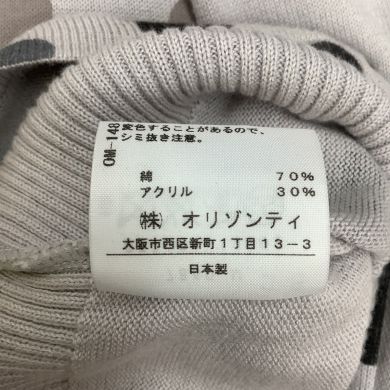 変色することがあるので、
シミ抜き注意。
OM-148
綿 70%
アクリル 30%
㈱ オリゾンティ
大阪市西区新町1丁目13-3
日本製